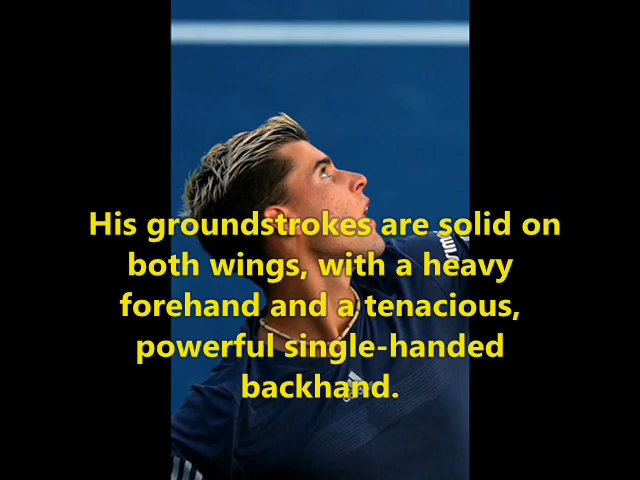 His groundstrokes are solid on
both wings, with a heavy
forehand and a tenacious,
powerful single-handed
backhand.